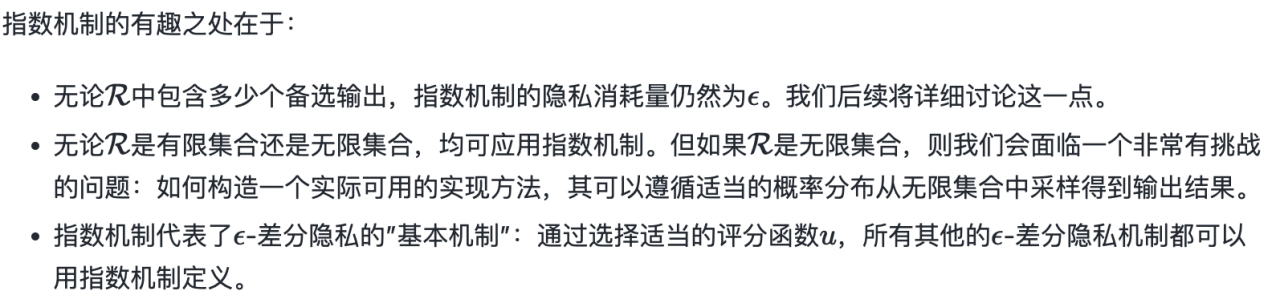 指数机制的有趣之处在于：
• 无论𝓡中包含多少个备选输出，指数机制的隐私消耗量仍然为ϵ。我们后续将详细讨论这一点。
• 无论𝓡是有限集合还是无限集合，均可应用指数机制。但如果𝓡是无限集合，则我们会面临一个非常有挑战
的问题：如何构造一个实际可用的实现方法，其可以遵循适当的概率分布从无限集合中采样得到输出结果。
• 指数机制代表了ϵ-差分隐私的"基本机制"：通过选择适当的评分函数u，所有其他的ϵ-差分隐私机制都可以
用指数机制定义。